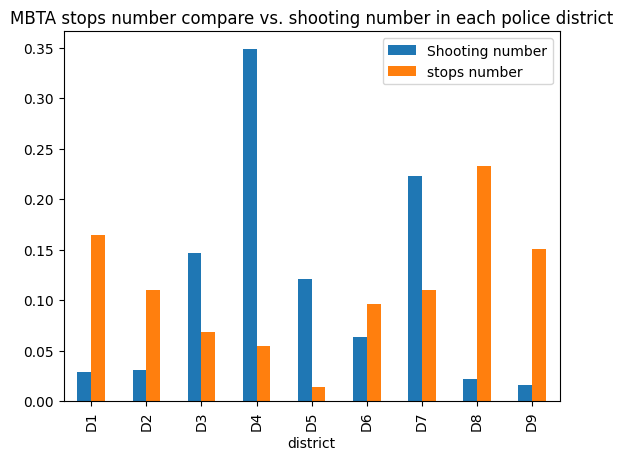 MBTA stops number compare vs. shooting number in each police district
Shooting number
stops number
0.35
0.30
0.25
0.20
0.15
0.10
0.05
0.00
D1 D2 D3 D4 D5 D6 D7 D8 D9
district